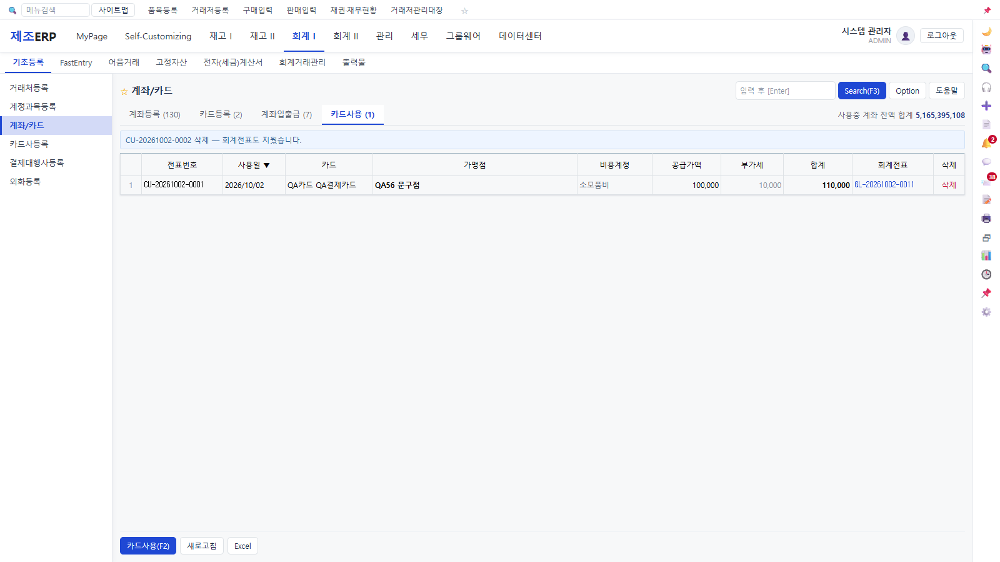 메뉴검색 사이트맵 품목등록 거래처등록 구매입력 판매입력 채권·채무현황 거래처관리대장 ☆
제조ERP MyPage Self-Customizing 재고 I 재고 II 회계 I 회계 II 관리 세무 그룹웨어 데이터센터 시스템 관리자 ADMIN 로그아웃
기초등록 FastEntry 어음거래 고정자산 전자(세금)계산서 회계거래관리 출력물
거래처등록
계정과목등록
계좌/카드
카드사등록
결제대행사등록
외화등록
☆ 계좌/카드 입력 후 [Enter] Search(F3) Option 도움말
계좌등록 (130) 카드등록 (2) 계좌입출금 (7) 카드사용 (1) 사용중 계좌 잔액 합계 5,165,395,108
CU-20261002-0002 삭제 — 회계전표도 지웠습니다.
전표번호 사용일 ▼ 카드 가맹점 비용계정 공급가액 부가세 합계 회계전표 삭제
1 CU-20261002-0001 2026/10/02 QA카드 QA결제카드 QA56 문구점 소모품비 100,000 10,000 110,000 GL-20261002-0011 삭제
2
38
카드사용(F2) 새로고침 Excel